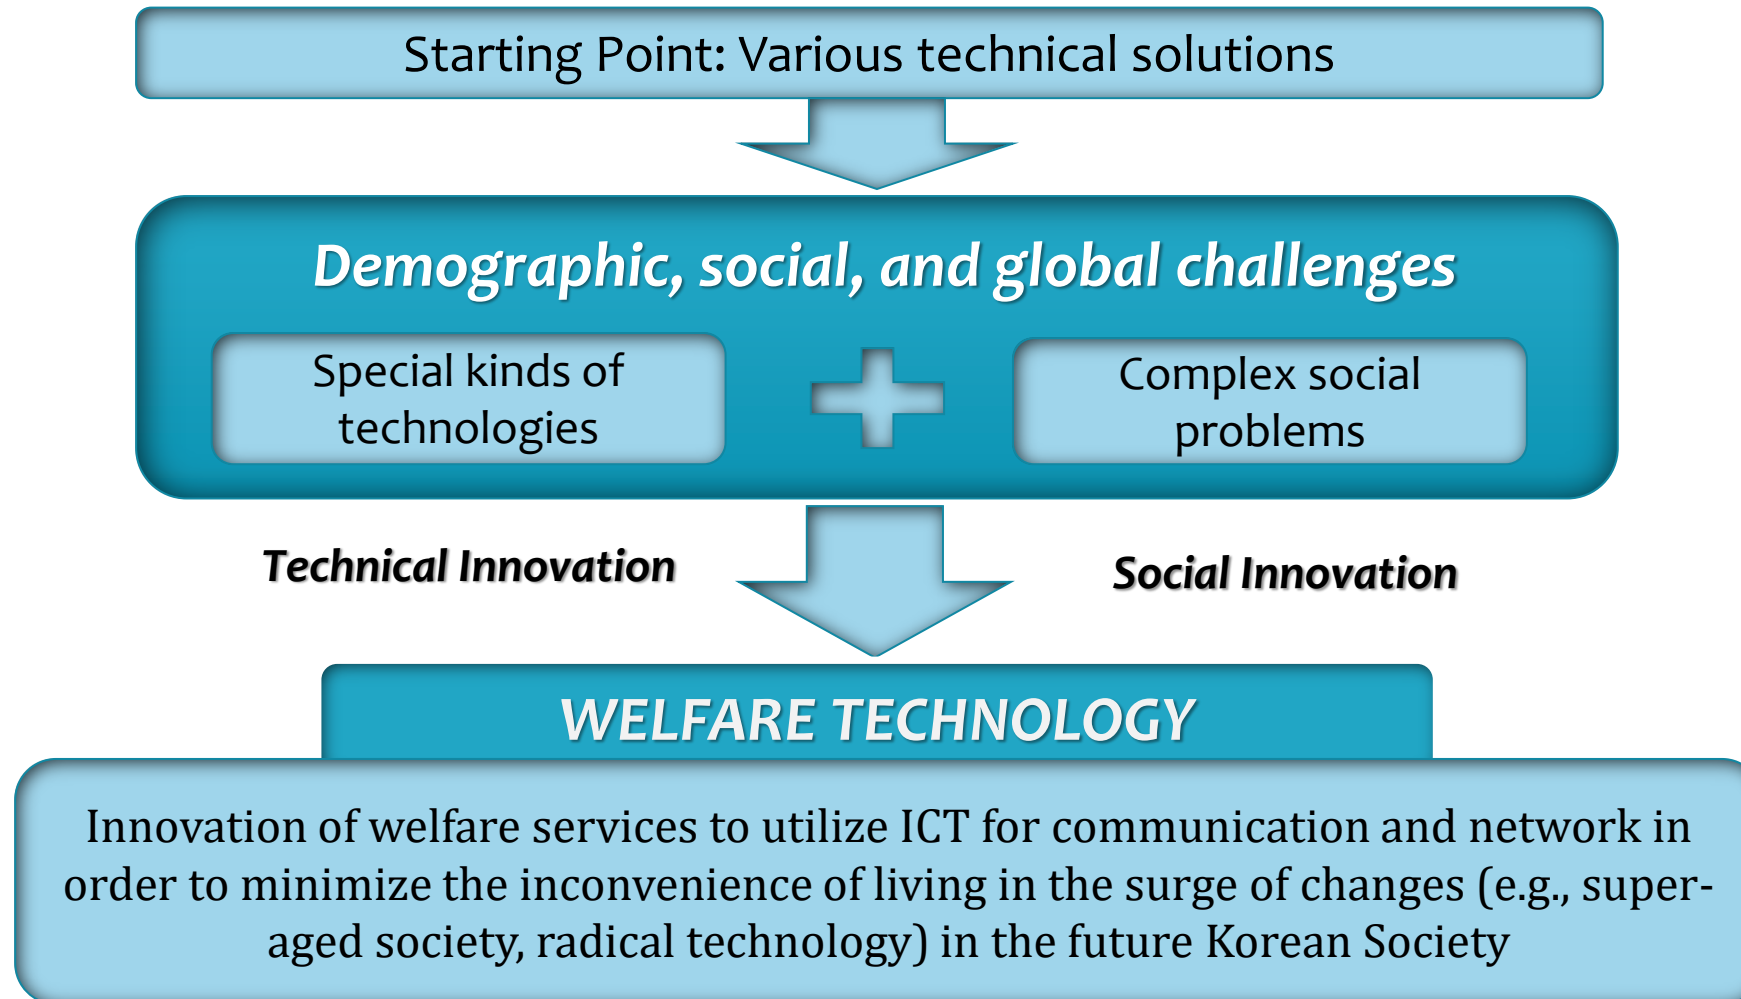 Starting Point: Various technical solutions
Demographic, social, and global challenges
Special kinds of
technologies
Complex social
problems
Technical Innovation
Social Innovation
WELFARE TECHNOLOGY
Innovation of welfare services to utilize ICT for communication and network in
order to minimize the inconvenience of living in the surge of changes (e.g., super-
aged society, radical technology) in the future Korean Society